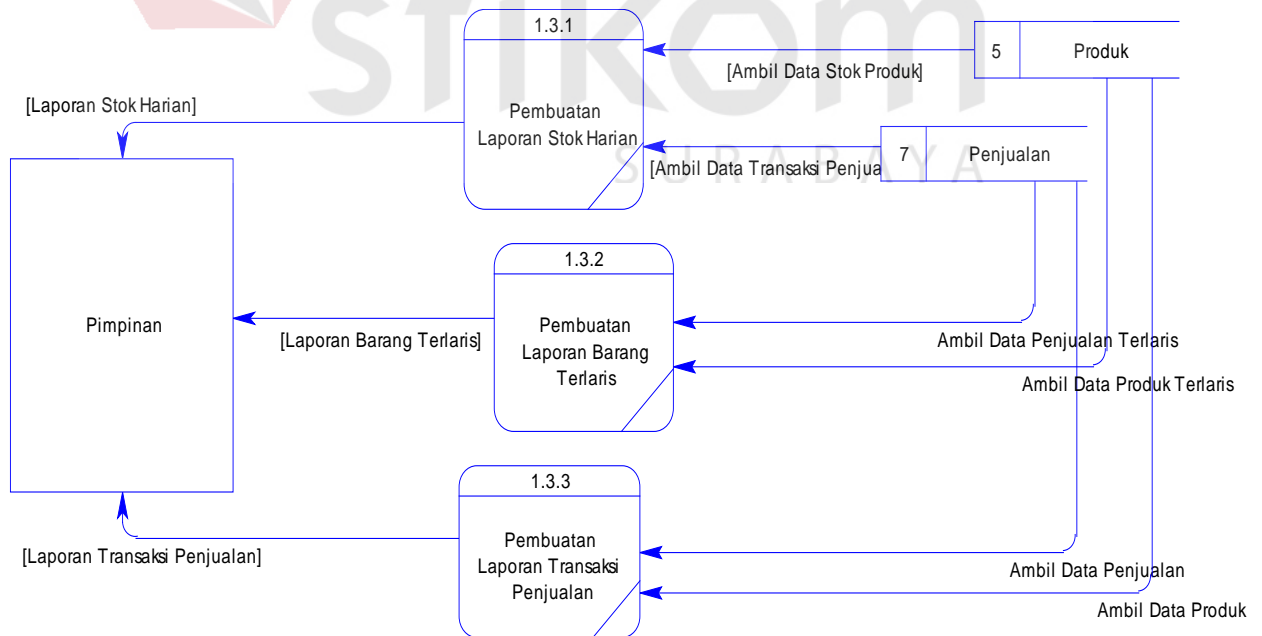 stikom
SURABAYA
1.3.1
Pembuatan
Laporan Stok Harian
5
Produk
[Ambil Data Stok Produk]
7
Penjualan
[Ambil Data Transaksi Penjua
[Laporan Stok Harian]
Pimpinan
1.3.2
Pembuatan
Laporan Barang
Terlaris
[Laporan Barang Terlaris]
Ambil Data Penjualan Terlaris
Ambil Data Produk Terlaris
1.3.3
Pembuatan
Laporan Transaksi
Penjualan
[Laporan Transaksi Penjualan]
Ambil Data Penjualan
Ambil Data Produk